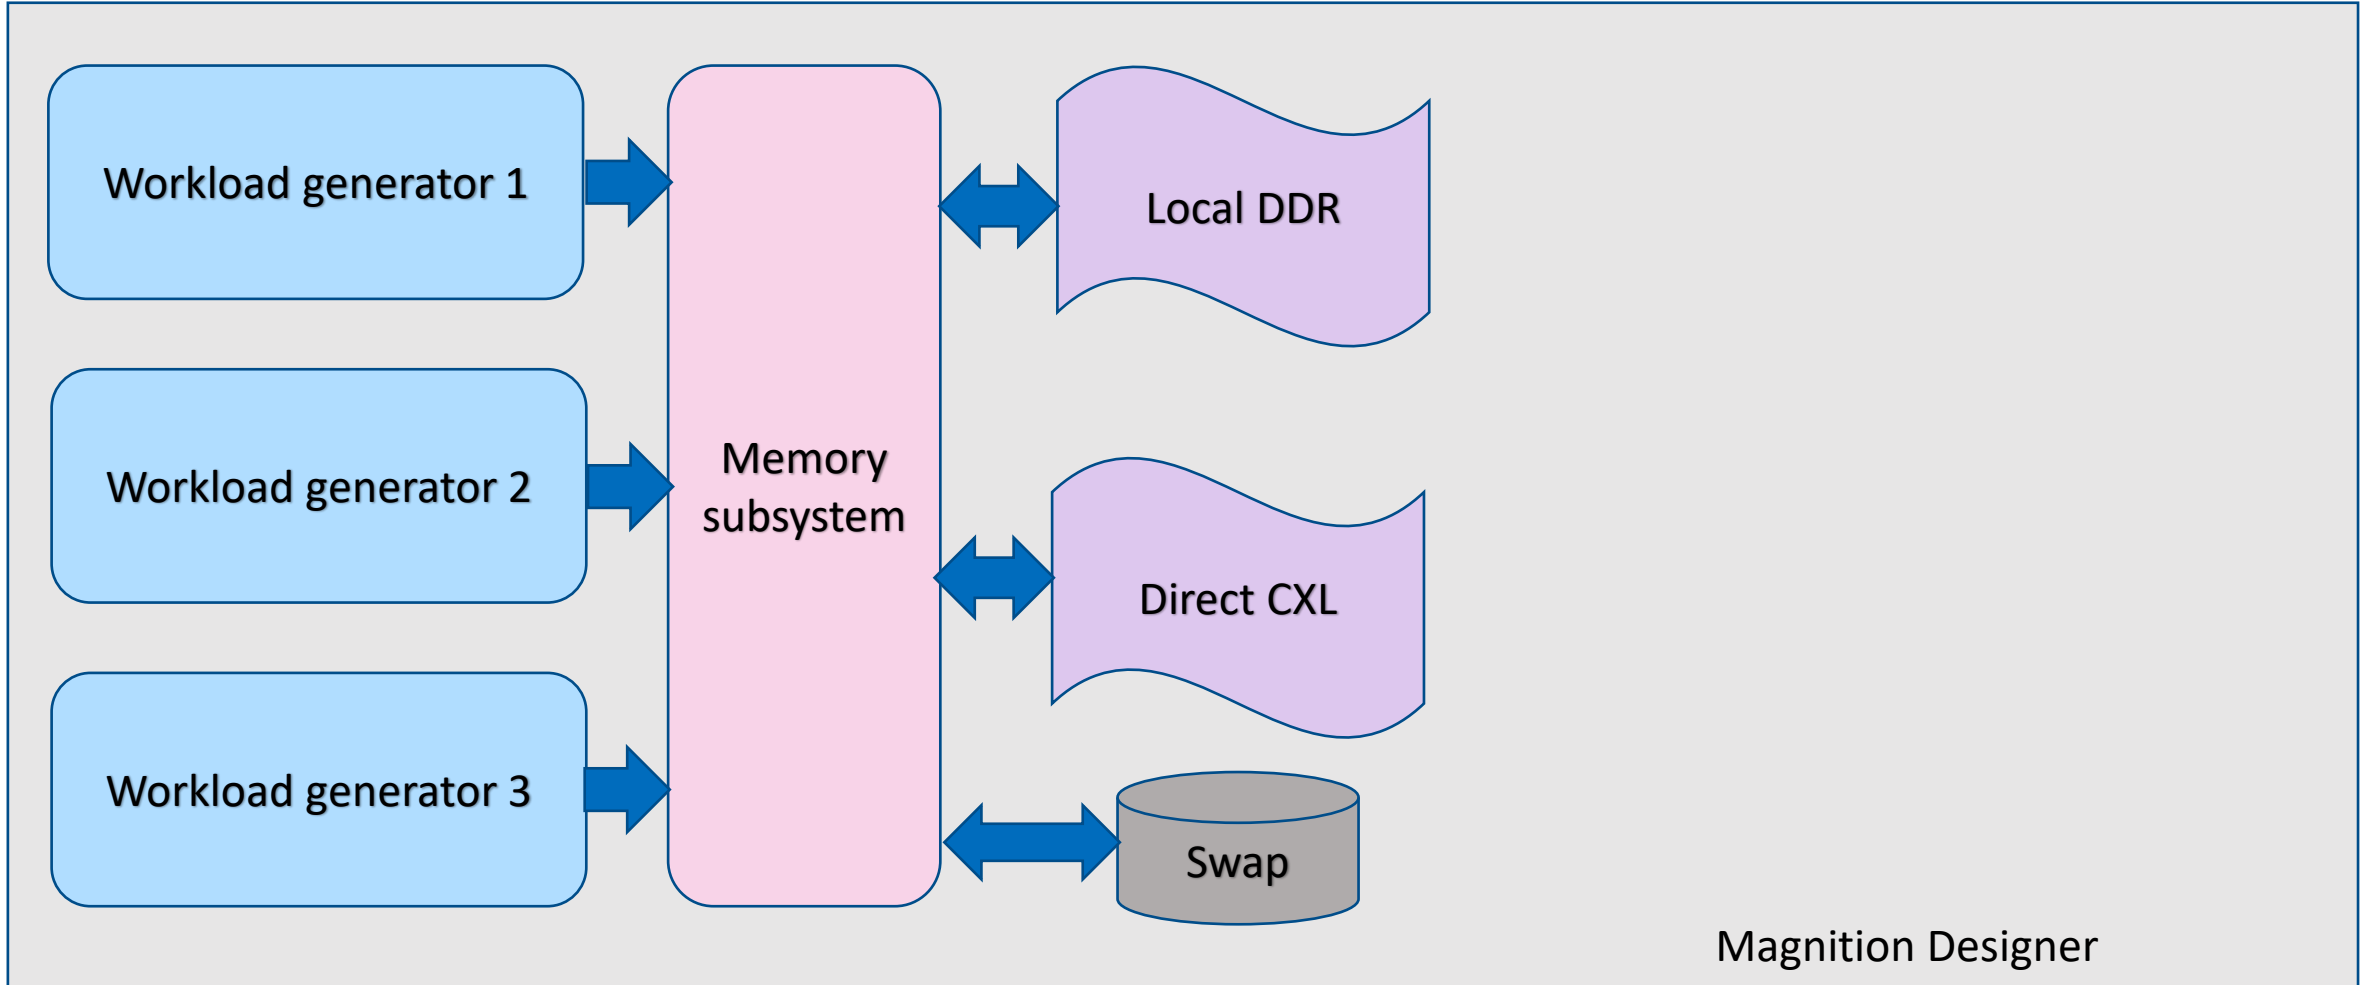 Workload generator 1
Local DDR
Memory
subsystem
Workload generator 2
Direct CXL
Workload generator 3
Swap
Magnition Designer